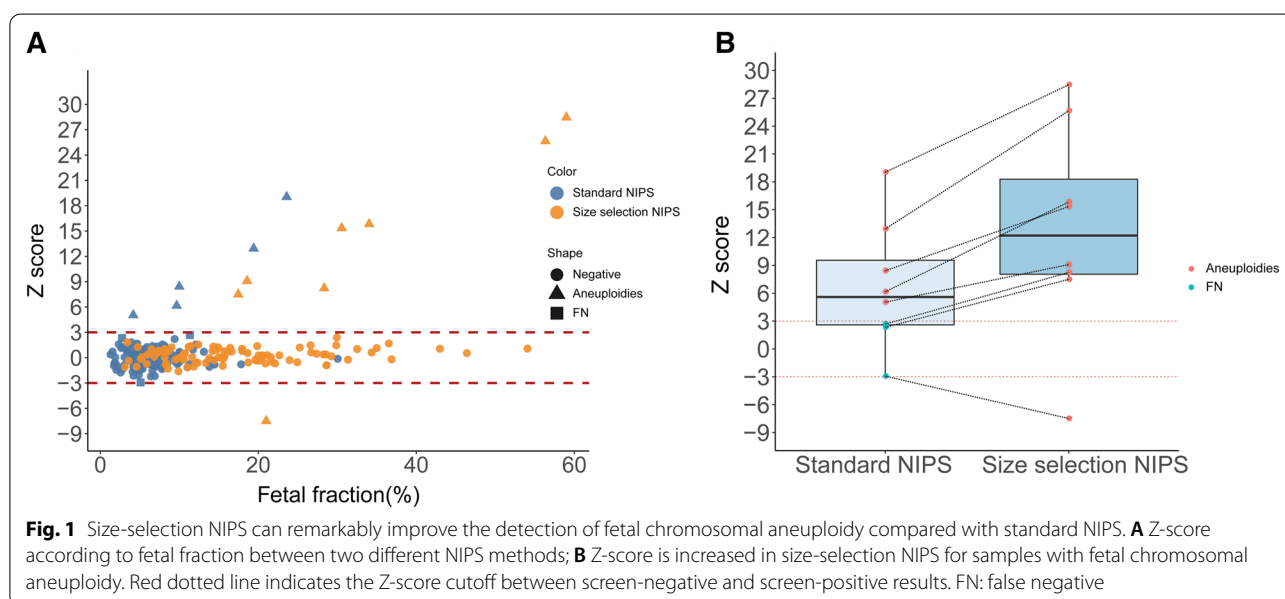 A
30
27
24
21
18
15
12
9
6
3
0
−3
−6
−9
Z score
0 20 40 60
Fetal fraction(%)
Color
Standard NIPS
Size selection NIPS
Shape
Negative
Aneuploidies
FN
B
30
27
24
21
18
15
12
9
6
3
0
−3
−6
−9
Z score
Standard NIPS Size selection NIPS
Aneuploidies
FN
Fig. 1 Size-selection NIPS can remarkably improve the detection of fetal chromosomal aneuploidy compared with standard NIPS. A Z-score
according to fetal fraction between two different NIPS methods; B Z-score is increased in size-selection NIPS for samples with fetal chromosomal
aneuploidy. Red dotted line indicates the Z-score cutoff between screen-negative and screen-positive results. FN: false negative